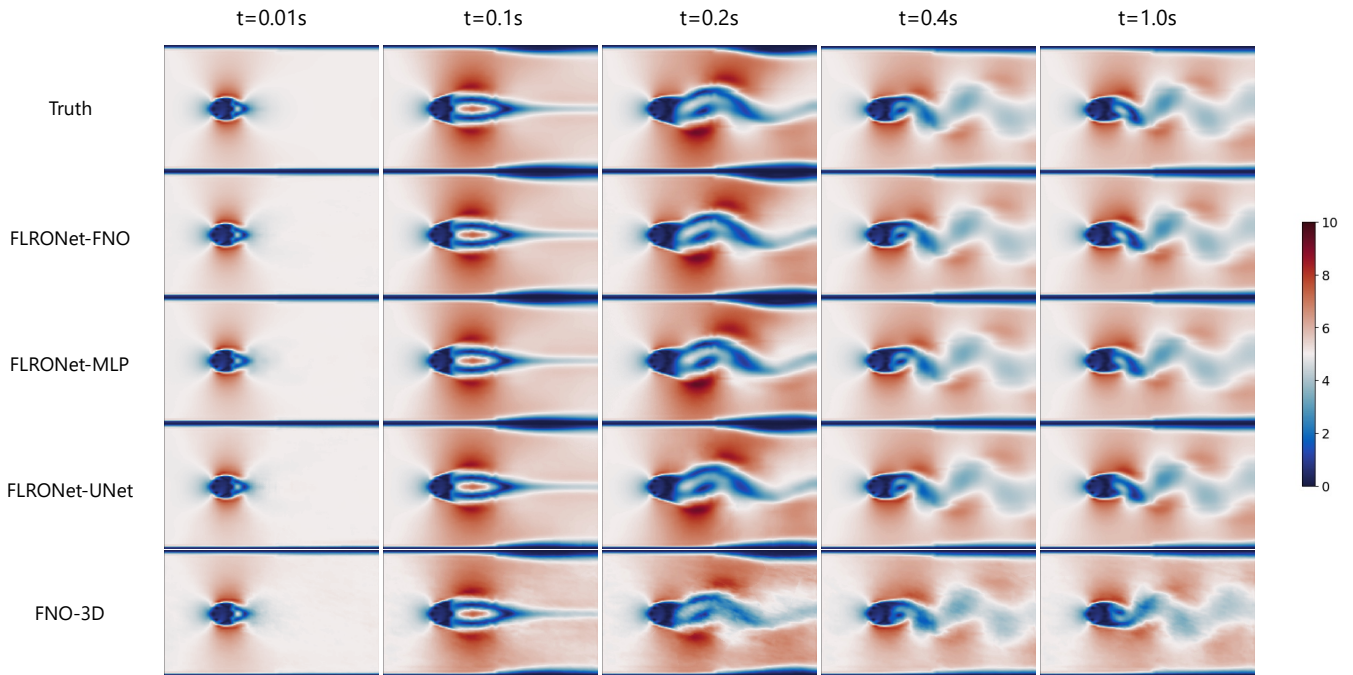 t=0.01s t=0.1s t=0.2s t=0.4s t=1.0s
Truth
FLRONet-FNO
FLRONet-MLP
FLRONet-UNet
FNO-3D
10
8
6
4
2
0